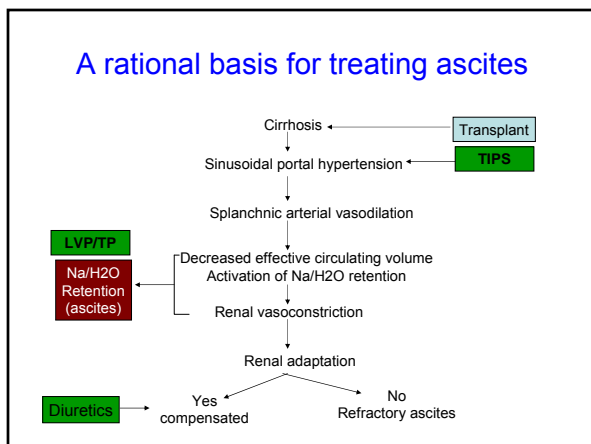 A rational basis for treating ascites
Cirrhosis
Transplant
Sinusoidal portal hypertension
TIPS
Splanchnic arterial vasodilation
LVP/TP
Decreased effective circulating volume
Activation of Na/H2O retention
Na/H2O
Retention
(ascites)
Renal vasoconstriction
Renal adaptation
Diuretics
Yes
compensated
No
Refractory ascites